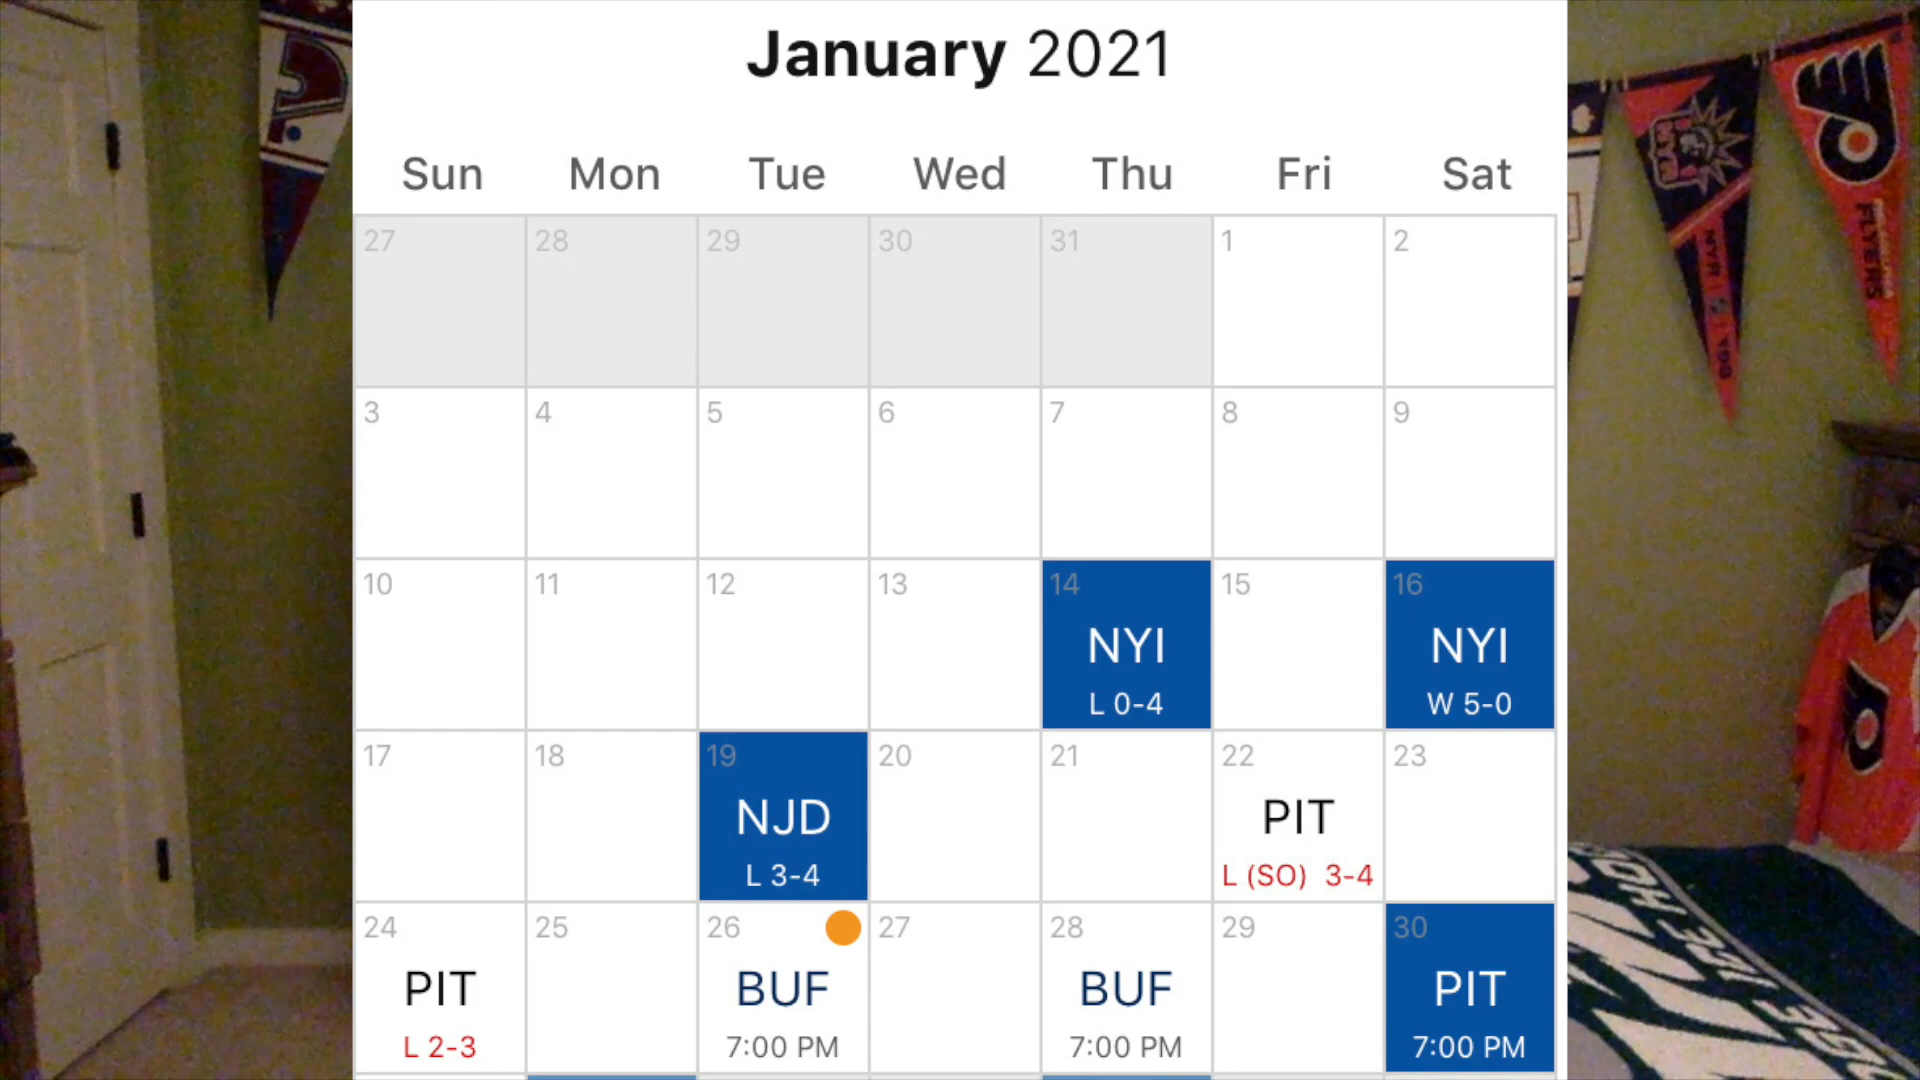 January 2021
Sun Mon Tue Wed Thu Fri Sat
27 28 29 30 31 1 2
3 4 5 6 7 8 9
10 11 12 13 14 15 16
NYI NYI
L 0-4 W 5-0
17 18 19 20 21 22 23
NJD PIT
L 3-4 L (SO) 3-4
24 25 26 27 28 29 30
PIT BUF BUF PIT
L 2-3 7:00 PM 7:00 PM 7:00 PM
NYR
FLYERS